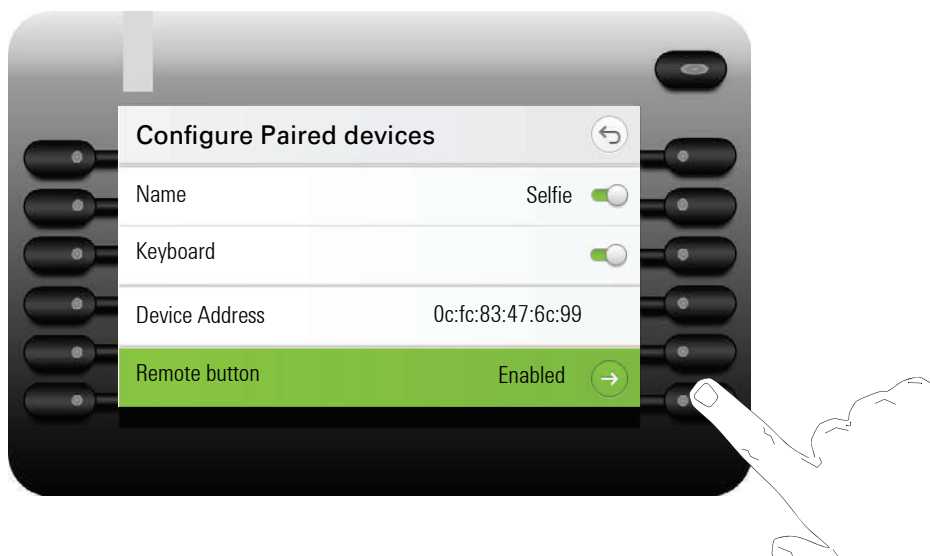 Configure Paired devices
Name Selfie
Keyboard
Device Address 0c:fc:83:47:6c:99
Remote button Enabled